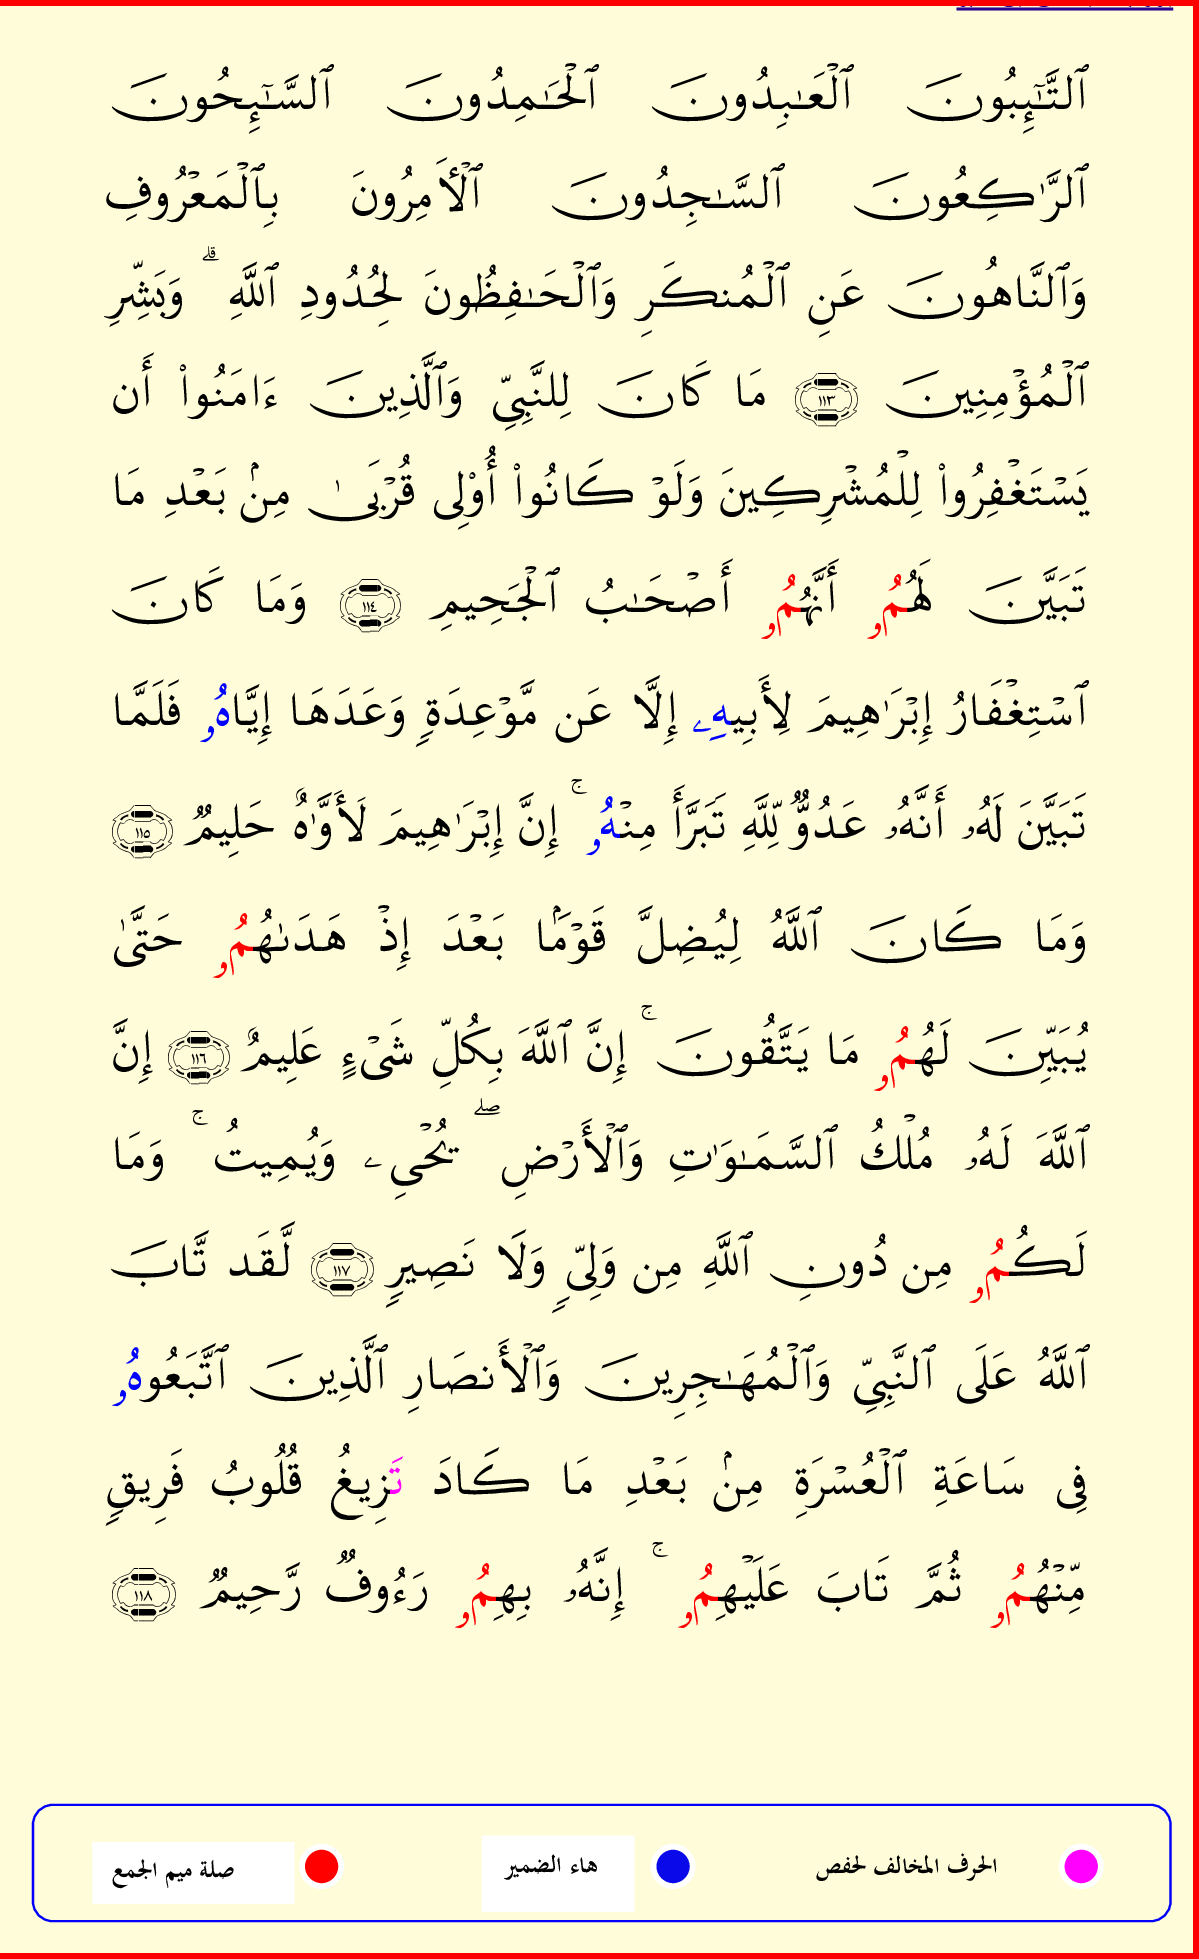 ٱلتَّـٰٓئِبُونَ ٱلۡعَـٰبِدُونَ ٱلۡحَـٰمِدُونَ ٱلسَّـٰٓئِحُونَ
ٱلرَّٰكِعُونَ ٱلسَّـٰجِدُونَ ٱلۡأٓمِرُونَ بِٱلۡمَعۡرُوفِ
وَٱلنَّاهُونَ عَنِ ٱلۡمُنكَرِ وَٱلۡحَـٰفِظُونَ لِحُدُودِ ٱللَّهِ ۗ وَبَشِّرِ
ٱلۡمُؤۡمِنِينَ ١١٣ مَا كَانَ لِلنَّبِيِّ وَٱلَّذِينَ ءَامَنُواْ أَن
يَسۡتَغۡفِرُواْ لِلۡمُشۡرِكِينَ وَلَوۡ كَانُواْ أُوْلِى قُرۡبَىٰ مِنۢ بَعۡدِ مَا
تَبَيَّنَ لَهُمُۥ أَنَّهُمُۥ أَصۡحَـٰبُ ٱلۡجَحِيمِ ١١٤ وَمَا كَانَ
ٱسۡتِغۡفَارُ إِبۡرَٰهِيمَ لِأَبِيهِۦ إِلَّا عَن مَّوۡعِدَةٍ وَعَدَهَا إِيَّاهُۥ فَلَمَّا
تَبَيَّنَ لَهُۥ أَنَّهُۥ عَدُوٌّ لِّلَّهِ تَبَرَّأَ مِنۡهُۥ ۚ إِنَّ إِبۡرَٰهِيمَ لَأَوَّٰهٌ حَلِيمٌ ١١٥
وَمَا كَانَ ٱللَّهُ لِيُضِلَّ قَوۡمَۢا بَعۡدَ إِذۡ هَدَىٰهُمُۥ حَتَّىٰ
يُبَيِّنَ لَهُمُۥ مَا يَتَّقُونَ ۚ إِنَّ ٱللَّهَ بِكُلِّ شَىۡءٍ عَلِيمٌ ١١٦ إِنَّ
ٱللَّهَ لَهُۥ مُلۡكُ ٱلسَّمَـٰوَٰتِ وَٱلۡأَرۡضِ ۖ يُحۡىِۦ وَيُمِيتُ ۚ وَمَا
لَكُمُۥ مِن دُونِ ٱللَّهِ مِن وَلِىٍّ وَلَا نَصِيرٍ ١١٧ لَّقَد تَّابَ
ٱللَّهُ عَلَى ٱلنَّبِيِّ وَٱلۡمُهَـٰجِرِينَ وَٱلۡأَنصَارِ ٱلَّذِينَ ٱتَّبَعُوهُۥ
فِى سَاعَةِ ٱلۡعُسۡرَةِ مِنۢ بَعۡدِ مَا كَادَ تَزِيغُ قُلُوبُ فَرِيقٍ
مِّنۡهُمُۥ ثُمَّ تَابَ عَلَيۡهِمُۥ ۚ إِنَّهُۥ بِهِمُۥ رَءُوفٌ رَّحِيمٌ ١١٨
الحرف المخالف لحفص هاء الضمير صلة ميم الجمع